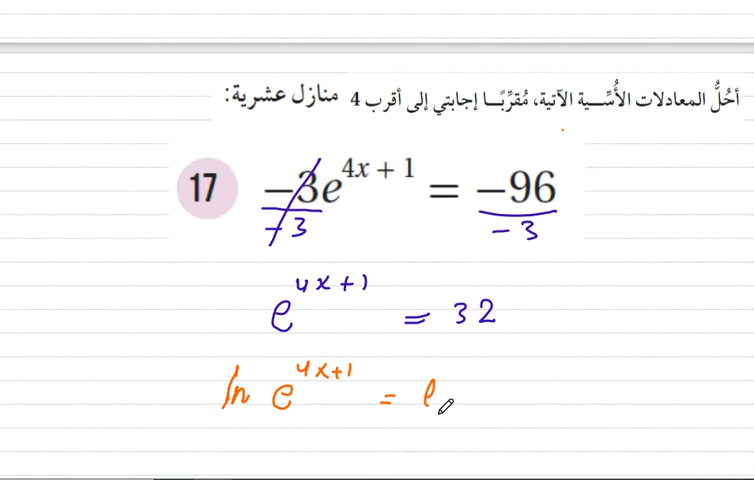 أحُلُّ المعادلات الأُسِّية الآتية، مُقرِّبًا إجابتي إلى أقرب 4 منازل عشرية:
17 −3e^{4x + 1} = −96
−3 −3
e^{4x+1} = 32
ln e^{4x+1} = l